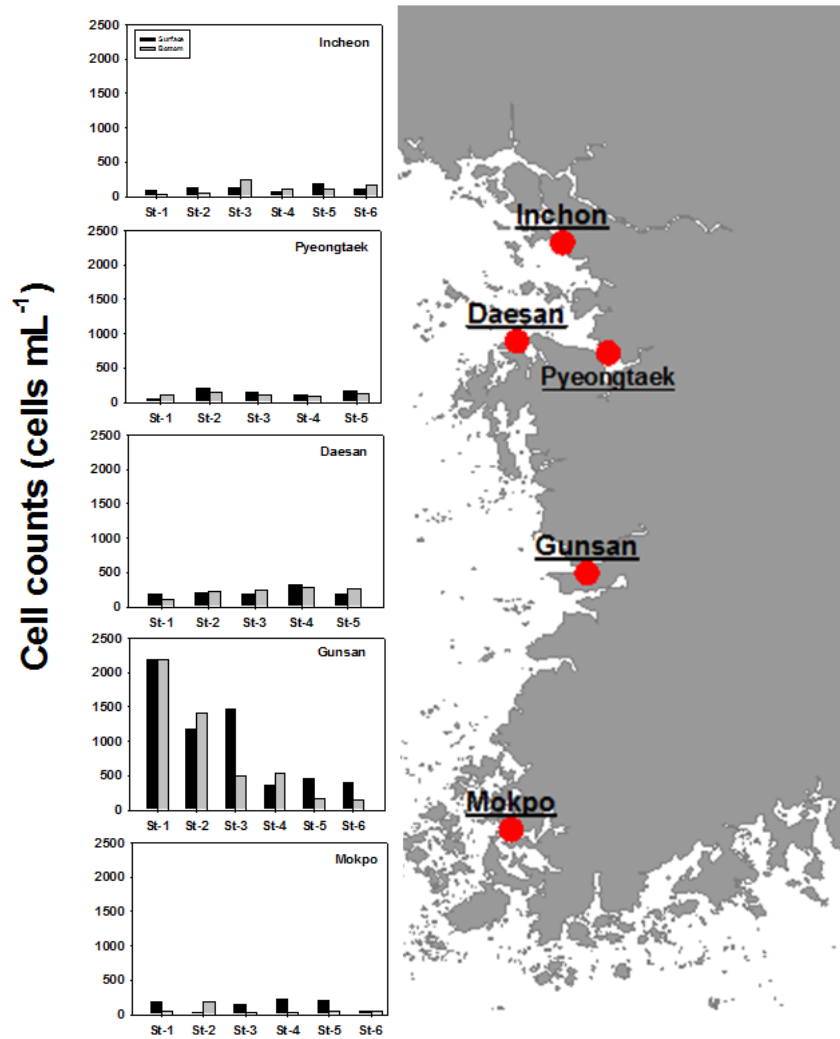 Cell counts (cells mL-1)
2500
2000
1500
1000
500
0
Surface
Bottom
Incheon
St-1 St-2 St-3 St-4 St-5 St-6
2500
2000
1500
1000
500
0
Pyeongtaek
St-1 St-2 St-3 St-4 St-5
2500
2000
1500
1000
500
0
Daesan
St-1 St-2 St-3 St-4 St-5
2500
2000
1500
1000
500
0
Gunsan
St-1 St-2 St-3 St-4 St-5 St-6
2500
2000
1500
1000
500
0
Mokpo
St-1 St-2 St-3 St-4 St-5 St-6
Inchon
Daesan
Pyeongtaek
Gunsan
Mokpo